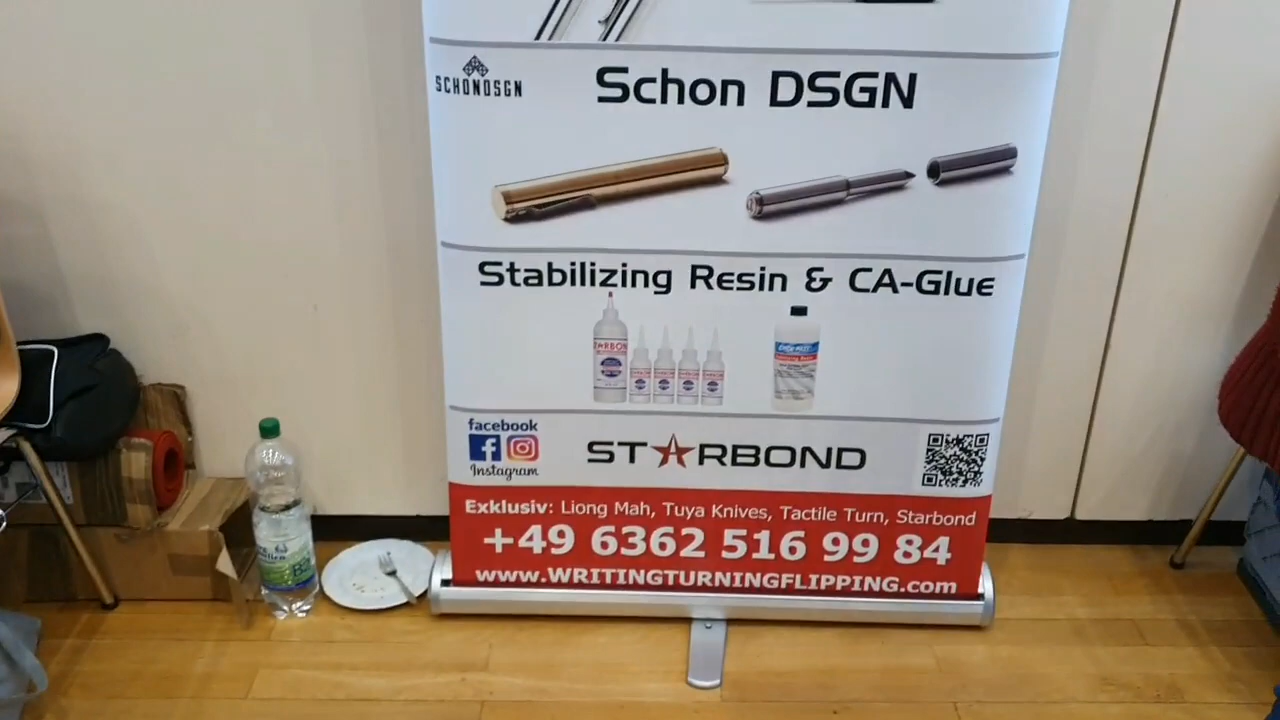 SCHONDSGN
Schon DSGN
Stabilizing Resin & CA-Glue
facebook
Instagram
STARBOND
Exklusiv: Liong Mah, Tuya Knives, Tactile Turn, Starbond
+49 6362 516 99 84
www.WRITINGTURNINGFLIPPING.com